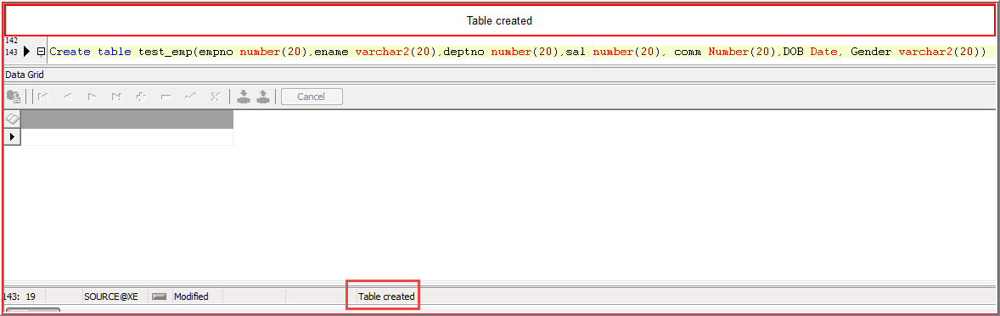 Table created
142
143 Create table test_emp(empno number(20),ename varchar2(20),deptno number(20),sal number(20), comm Number(20),DOB Date, Gender varchar2(20))
Data Grid
Cancel
143: 19 SOURCE@XE Modified Table created